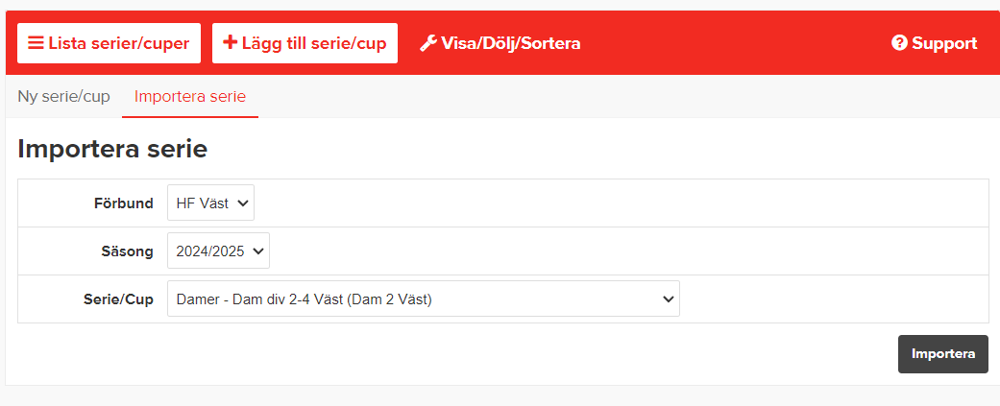 Lista serier/cuper Lägg till serie/cup Visa/Dölj/Sortera Support
Ny serie/cup Importera serie
Importera serie
Förbund HF Väst
Säsong 2024/2025
Serie/Cup Damer - Dam div 2-4 Väst (Dam 2 Väst)
Importera